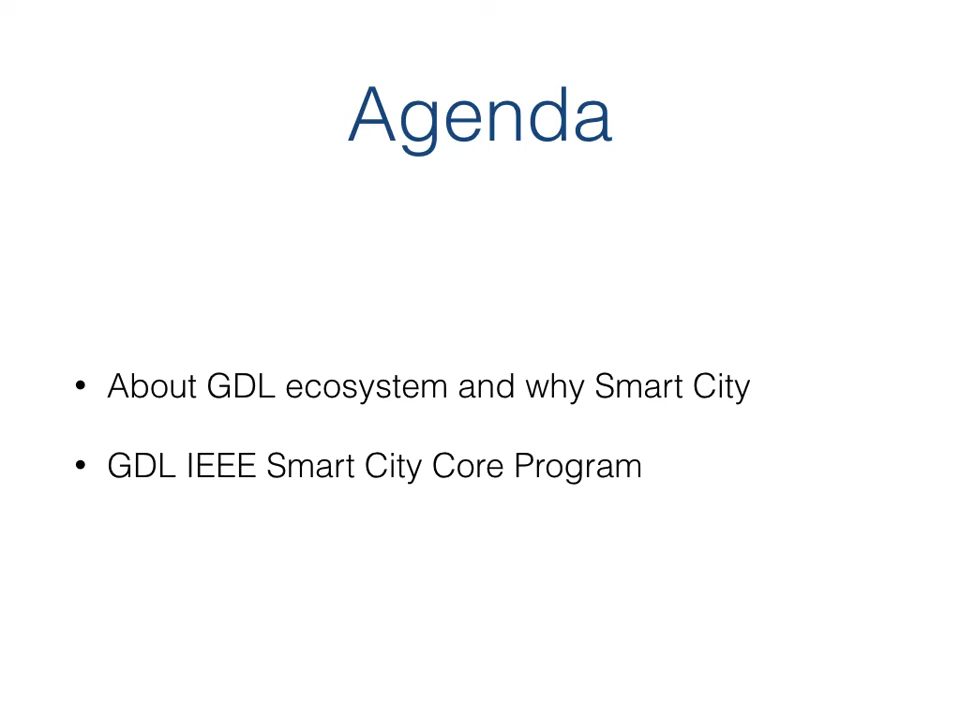 Agenda
• About GDL ecosystem and why Smart City
• GDL IEEE Smart City Core Program